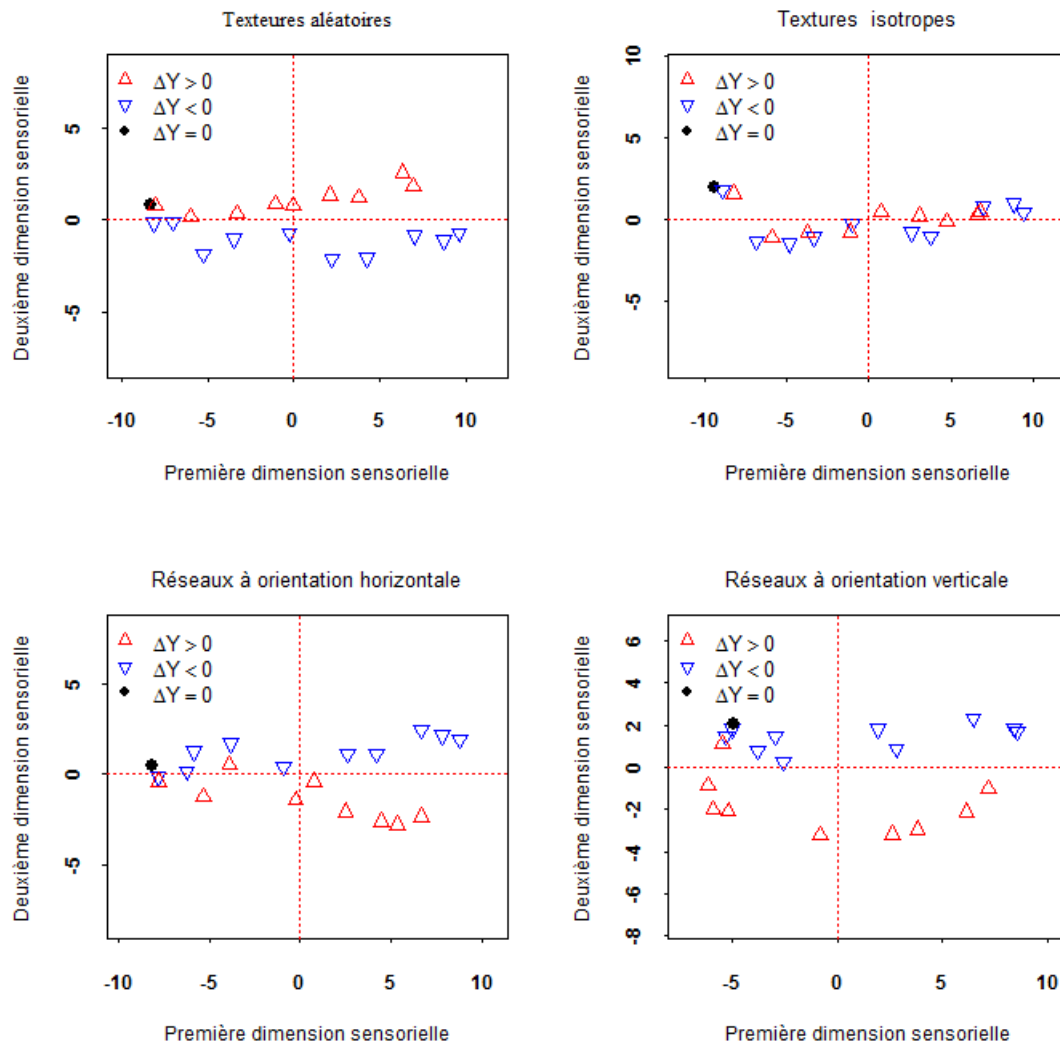 Texteures aléatoires
Deuxième dimension sensorielle
5
0
-5
ΔY > 0
ΔY < 0
ΔY = 0
-10 -5 0 5 10
Première dimension sensorielle
Textures isotropes
Deuxième dimension sensorielle
10
5
0
-5
ΔY > 0
ΔY < 0
ΔY = 0
-10 -5 0 5 10
Première dimension sensorielle
Réseaux à orientation horizontale
Deuxième dimension sensorielle
5
0
-5
ΔY > 0
ΔY < 0
ΔY = 0
-10 -5 0 5 10
Première dimension sensorielle
Réseaux à orientation verticale
Deuxième dimension sensorielle
6
4
2
0
-2
-4
-6
-8
ΔY > 0
ΔY < 0
ΔY = 0
-5 0 5 10
Première dimension sensorielle